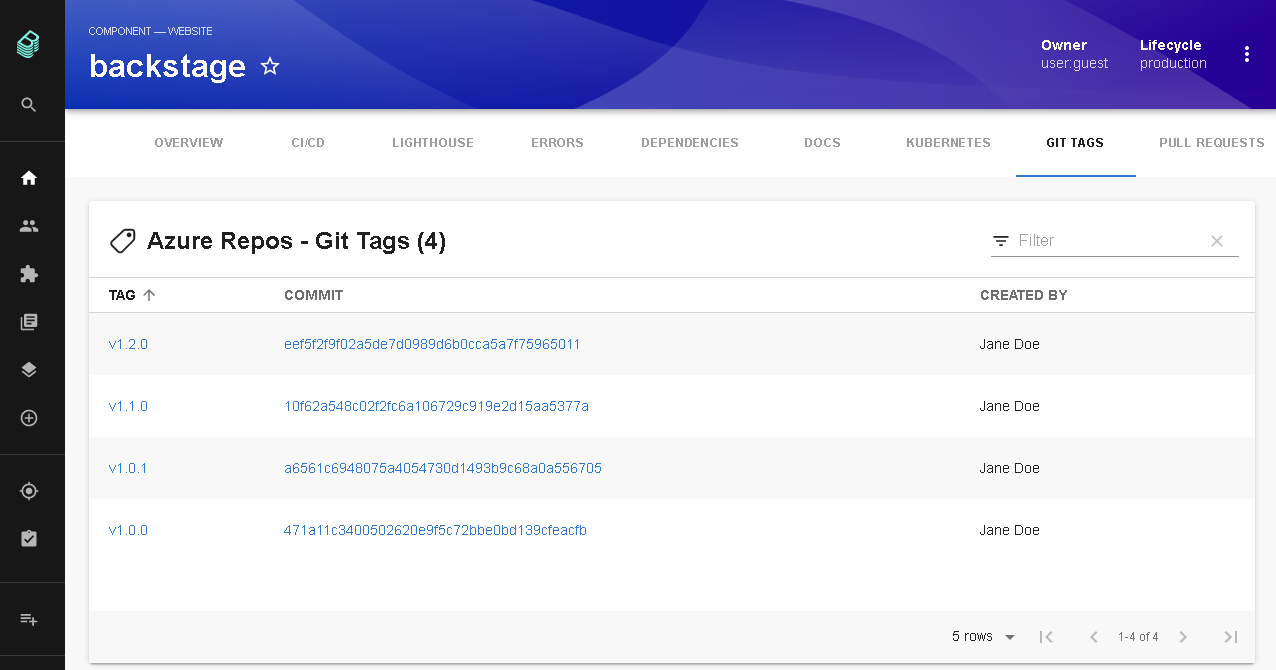 COMPONENT — WEBSITE
backstage
Owner
user:guest
Lifecycle
production
OVERVIEW CI/CD LIGHTHOUSE ERRORS DEPENDENCIES DOCS KUBERNETES GIT TAGS PULL REQUESTS
Azure Repos - Git Tags (4)
Filter
TAG COMMIT CREATED BY
v1.2.0 eef5f2f9f02a5de7d0989d6b0cca5a7f75965011 Jane Doe
v1.1.0 10f62a548c02f2fc6a106729c919e2d15aa5377a Jane Doe
v1.0.1 a6561c6948075a4054730d1493b9c68a0a556705 Jane Doe
v1.0.0 471a11c3400502620e9f5c72bbe0bd139cfeacfb Jane Doe
5 rows 1-4 of 4